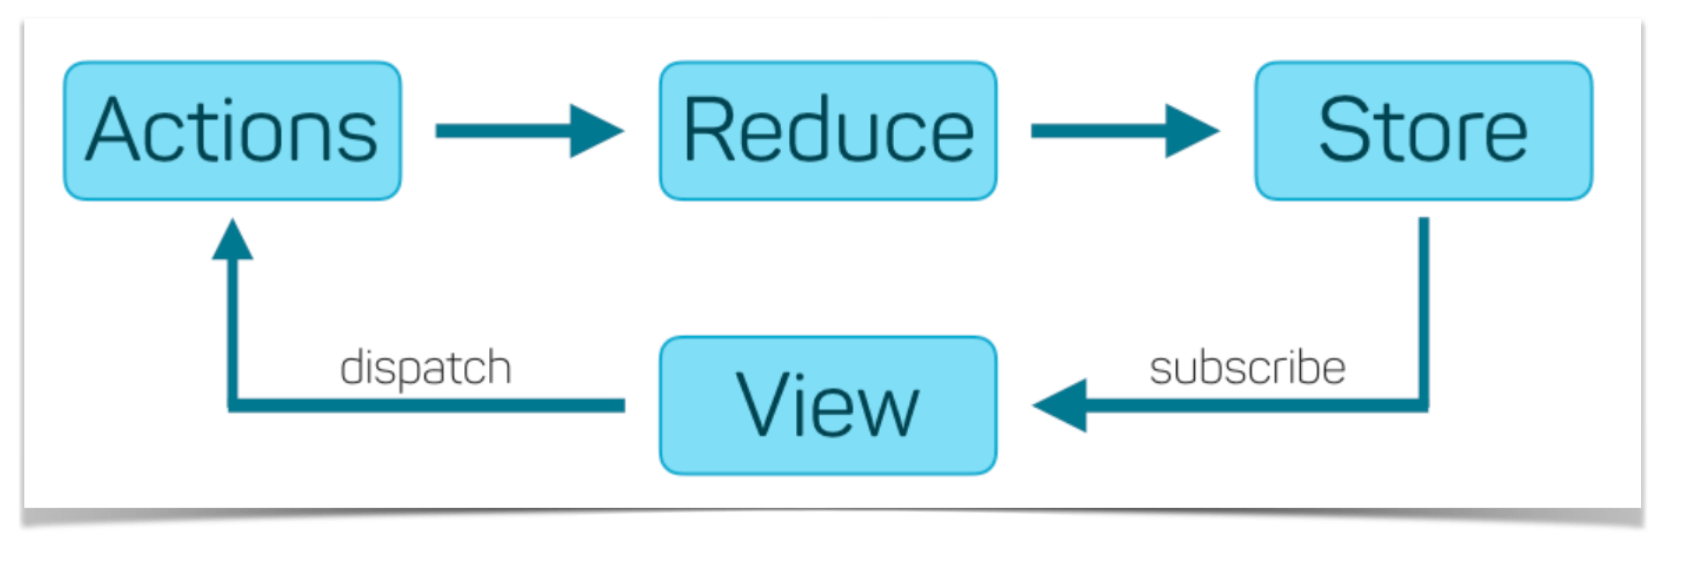 Actions
Reduce
Store
dispatch
View
subscribe